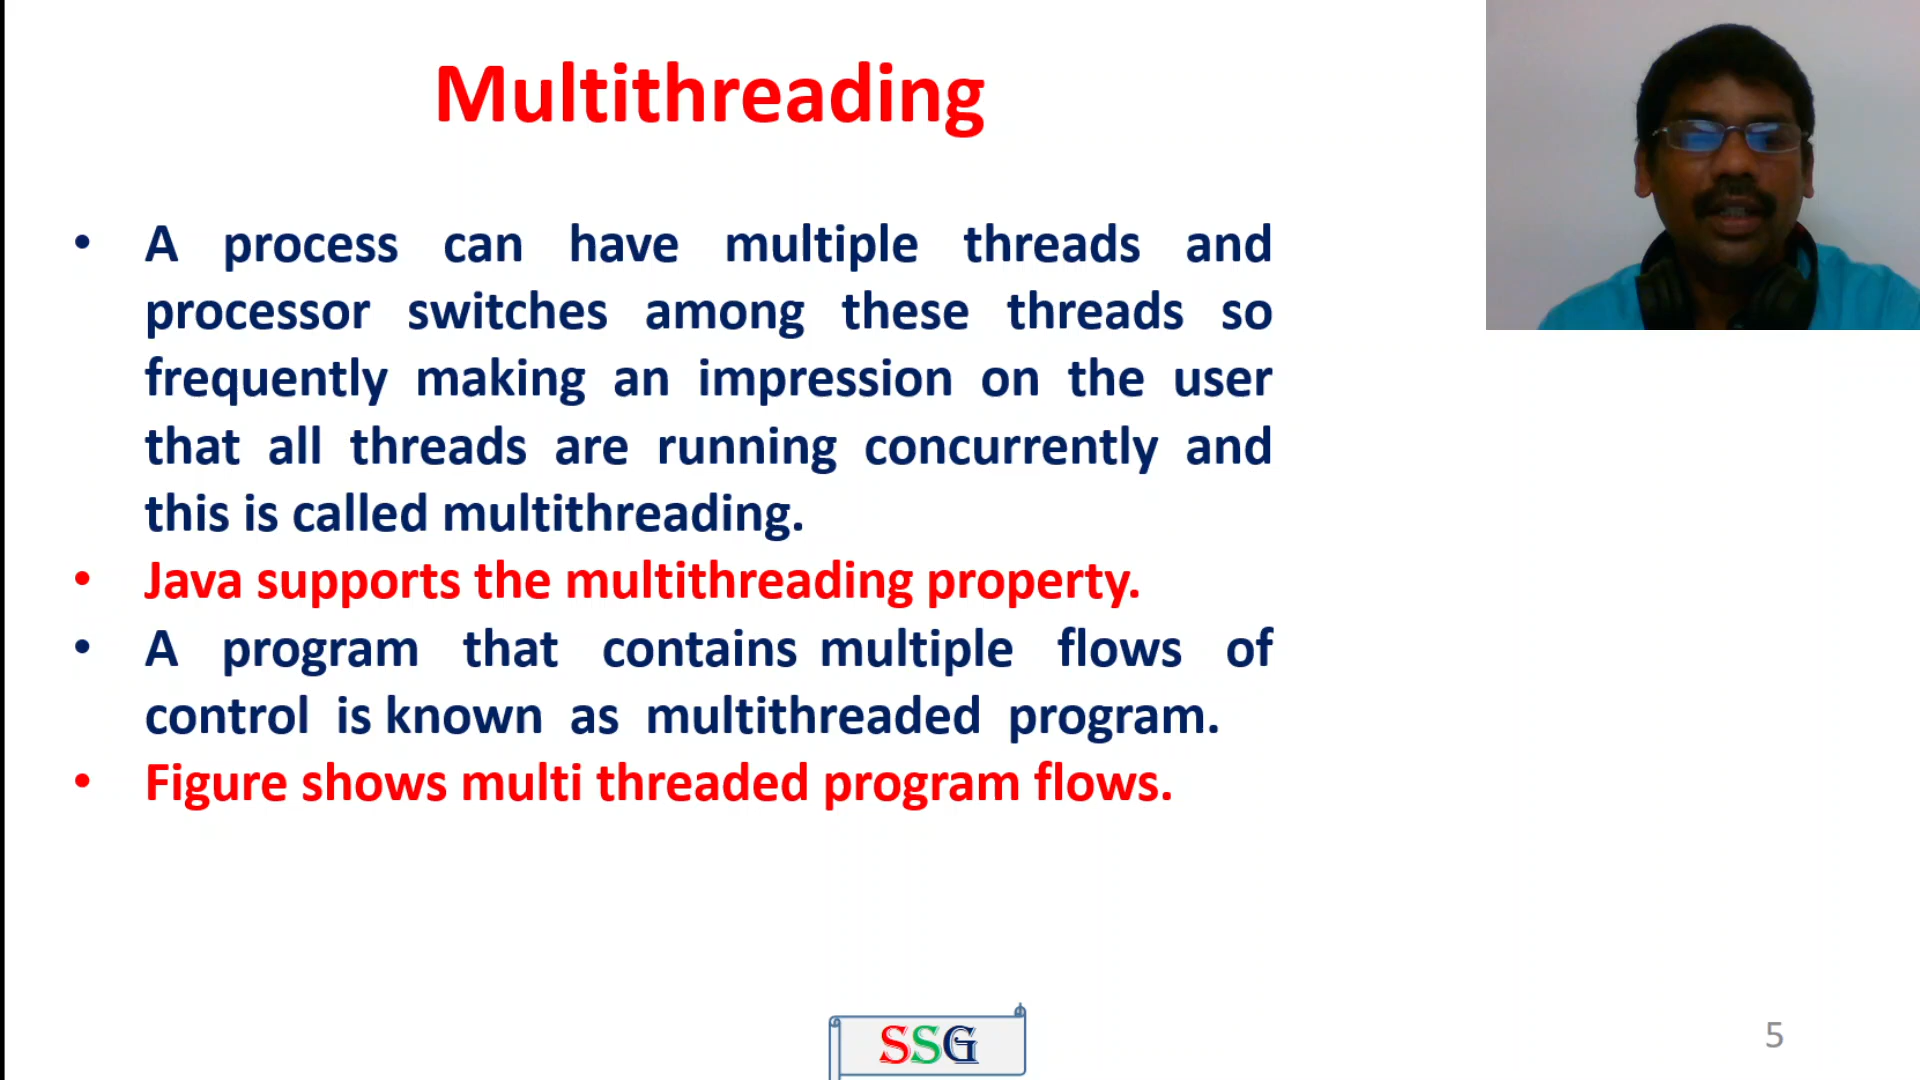 Multithreading
• A process can have multiple threads and
processor switches among these threads so
frequently making an impression on the user
that all threads are running concurrently and
this is called multithreading.
• Java supports the multithreading property.
• A program that contains multiple flows of
control is known as multithreaded program.
• Figure shows multi threaded program flows.
SSG
5